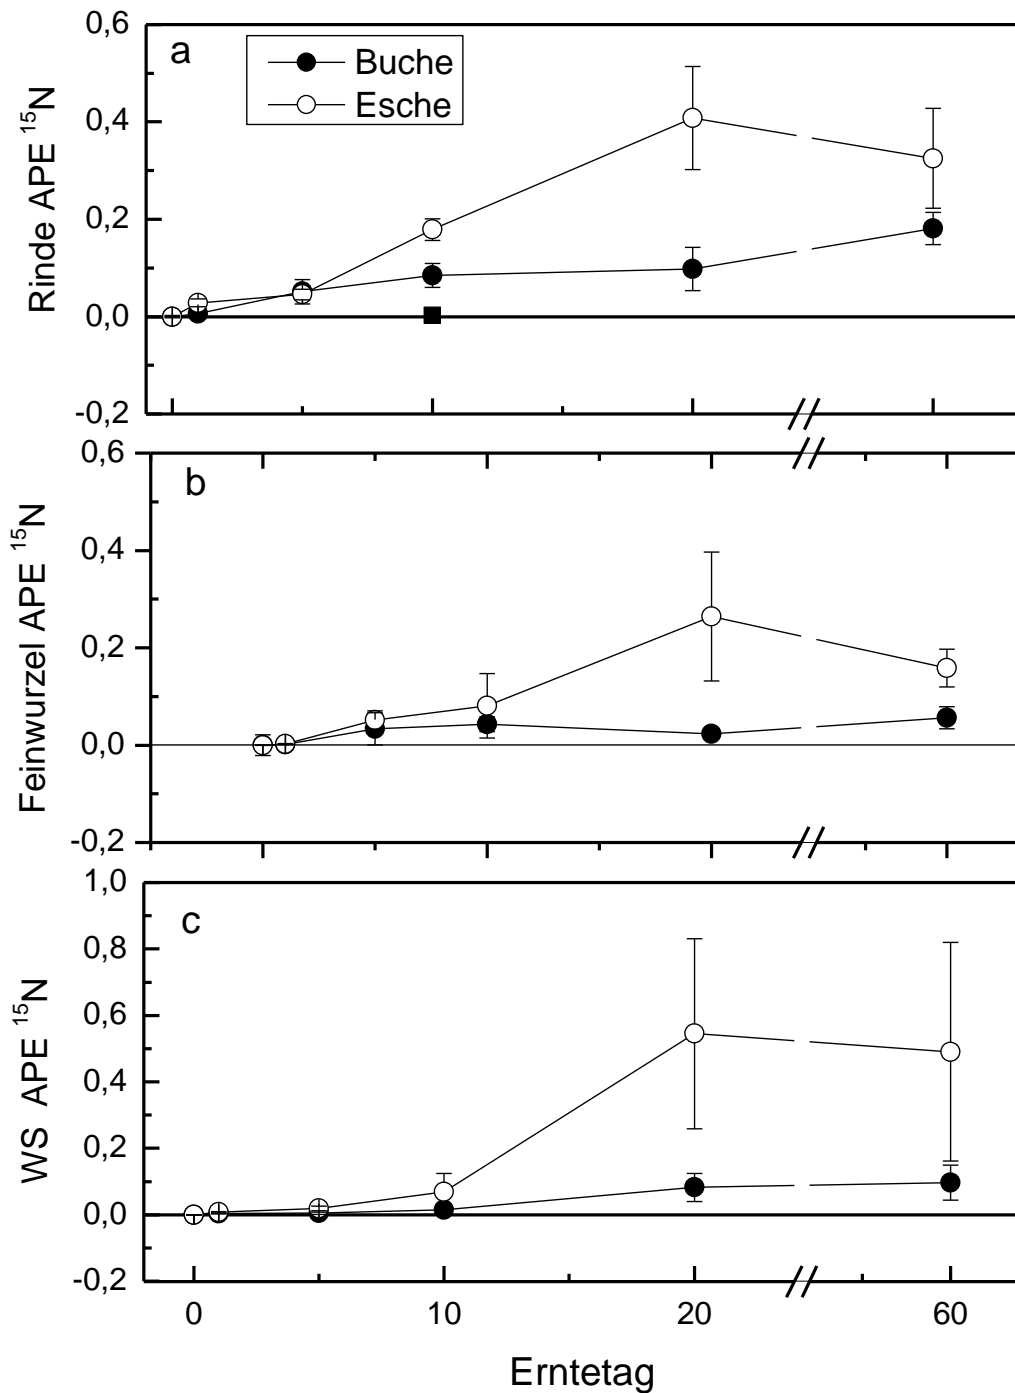 a
Buche
Esche
0,6
0,4
0,2
0,0
-0,2
Rinde APE ¹⁵N
b
0,6
0,4
0,2
0,0
-0,2
Feinwurzel APE ¹⁵N
c
1,0
0,8
0,6
0,4
0,2
0,0
-0,2
WS APE ¹⁵N
0 10 20 60
Erntetag